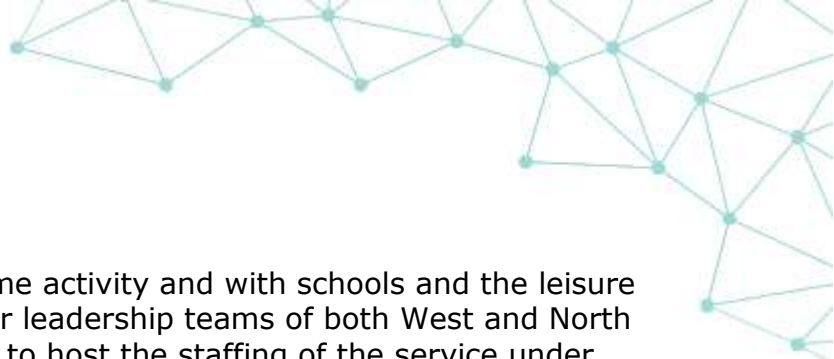 activity and with schools and the leisure
leadership teams of both West and North
to host the staffing of the service under